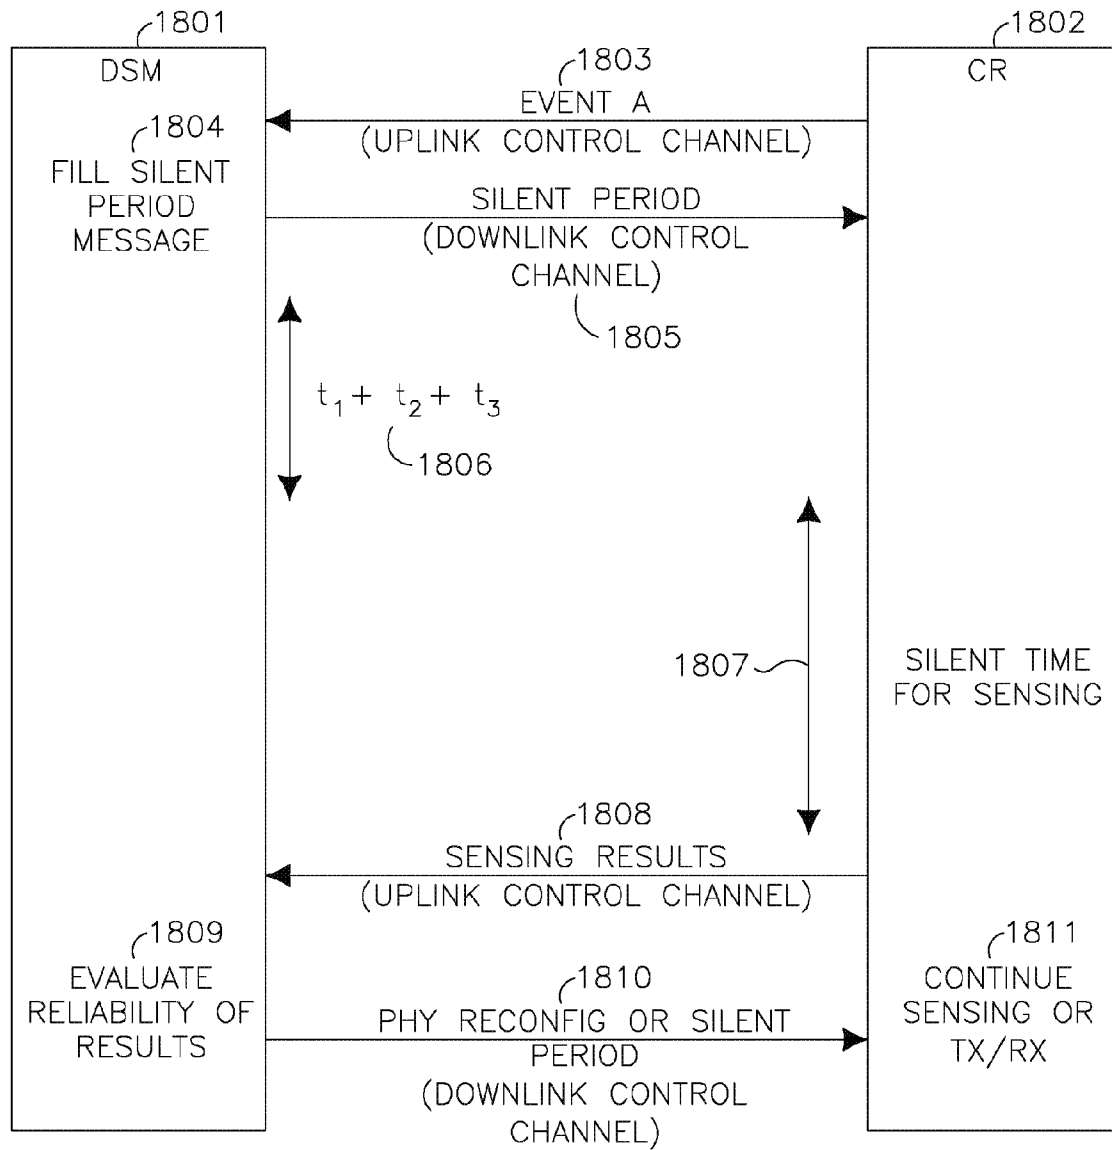 1801
1802
DSM
CR
1803
EVENT A
(UPLINK CONTROL CHANNEL)
1804
FILL SILENT
PERIOD
MESSAGE
SILENT PERIOD
(DOWNLINK CONTROL
CHANNEL)
1805
t₁ + t₂ + t₃
1806
1807
SILENT TIME
FOR SENSING
1808
SENSING RESULTS
(UPLINK CONTROL CHANNEL)
1809
EVALUATE
RELIABILITY OF
RESULTS
1810
PHY RECONFIG OR SILENT
PERIOD
(DOWNLINK CONTROL
CHANNEL)
1811
CONTINUE
SENSING OR
TX/RX